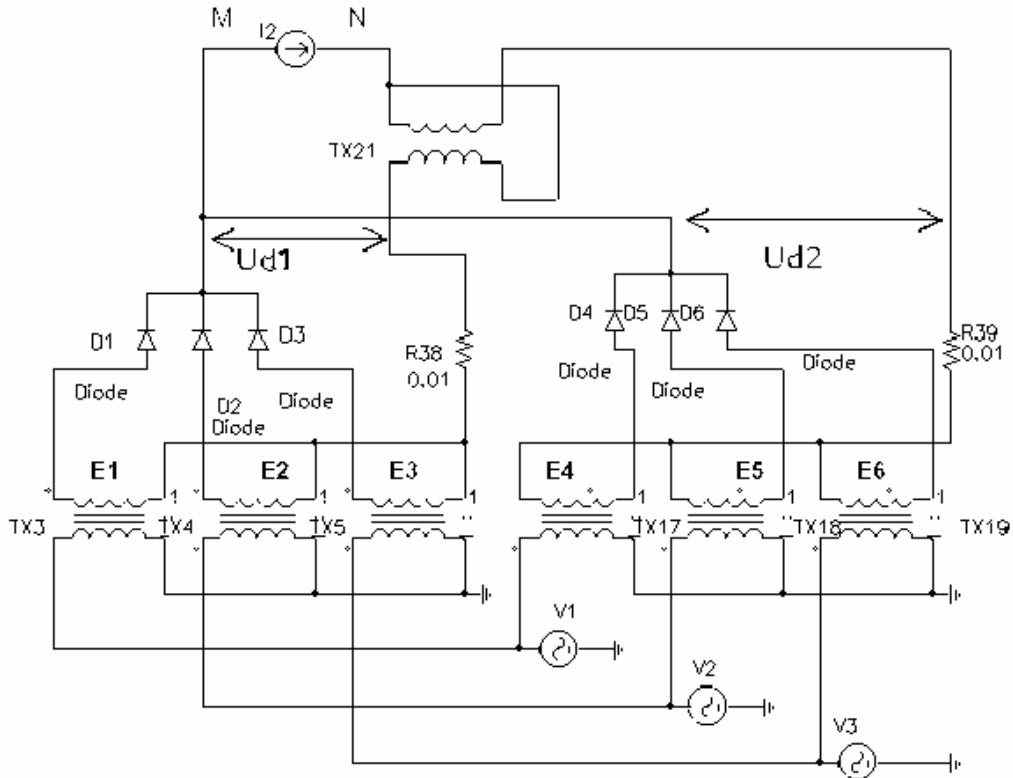 M I2 N
TX21
Ud1
Ud2
D1
D3
D4 D5 D6
R38
0.01
R39
0.01
Diode
D2
Diode
Diode
Diode
Diode
Diode
E1 E2 E3 E4 E5 E6
1 1 1 1 1 1
TX3 TX4 TX5 TX17 TX18 TX19
V1
V2
V3